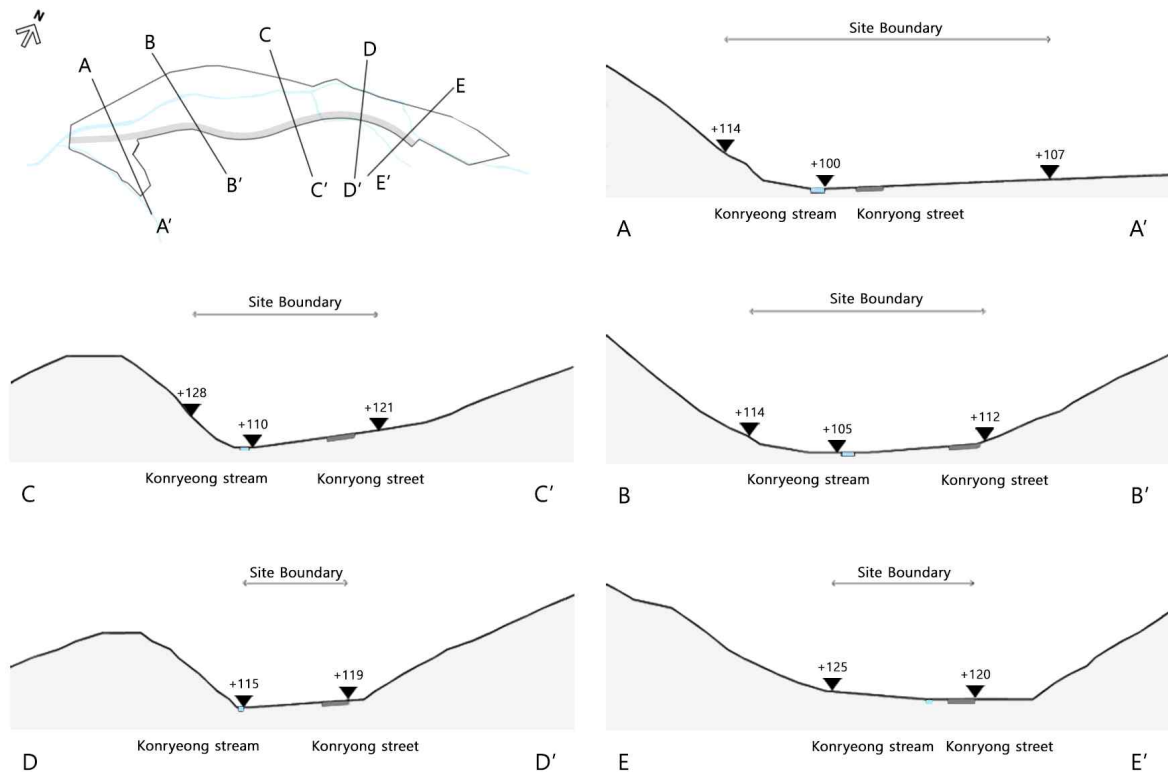 N
A
B
C
D
E
A'
B'
C'
D'
E'
Site Boundary
+114
+100
+107
Konryeong stream
Konryong street
A
A'
Site Boundary
+128
+110
+121
Konryeong stream
Konryong street
C
C'
Site Boundary
+114
+105
+112
Konryeong stream
Konryong street
B
B'
Site Boundary
+115
+119
Konryeong stream
Konryong street
D
D'
Site Boundary
+125
+120
Konryeong stream
Konryong street
E
E'